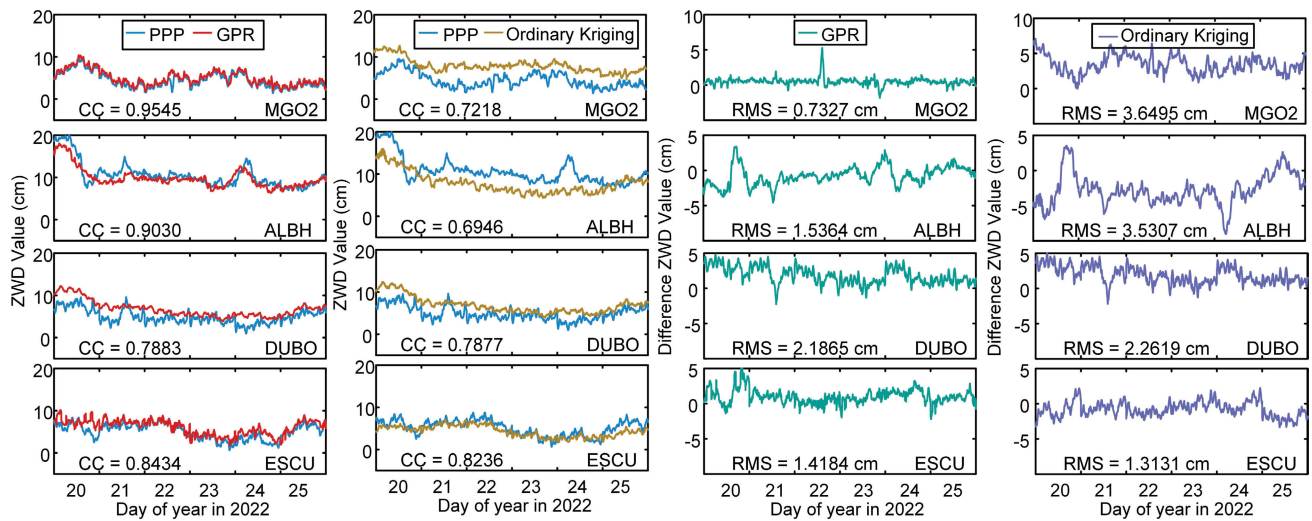 20
PPP GPR
10
0
CC = 0.9545 MGO2
20
10
0
CC = 0.9030 ALBH
20
10
0
CC = 0.7883 DUBO
20
10
0
CC = 0.8434 ESCU
20 21 22 23 24 25
Day of year in 2022
ZWD Value (cm)
20
PPP Ordinary Kriging
10
0
CC = 0.7218 MGO2
20
10
0
CC = 0.6946 ALBH
20
10
0
CC = 0.7877 DUBO
20
10
0
CC = 0.8236 ESCU
20 21 22 23 24 25
Day of year in 2022
ZWD Value (cm)
10
GPR
5
0
RMS = 0.7327 cm MGO2
5
0
-5
RMS = 1.5364 cm ALBH
5
0
-5
RMS = 2.1865 cm DUBO
5
0
-5
RMS = 1.4184 cm ESCU
20 21 22 23 24 25
Day of year in 2022
Difference ZWD Value (cm)
10
Ordinary Kriging
5
0
RMS = 3.6495 cm MGO2
5
0
-5
RMS = 3.5307 cm ALBH
5
0
-5
RMS = 2.2619 cm DUBO
5
0
-5
RMS = 1.3131 cm ESCU
20 21 22 23 24 25
Day of year in 2022
Difference ZWD Value (cm)